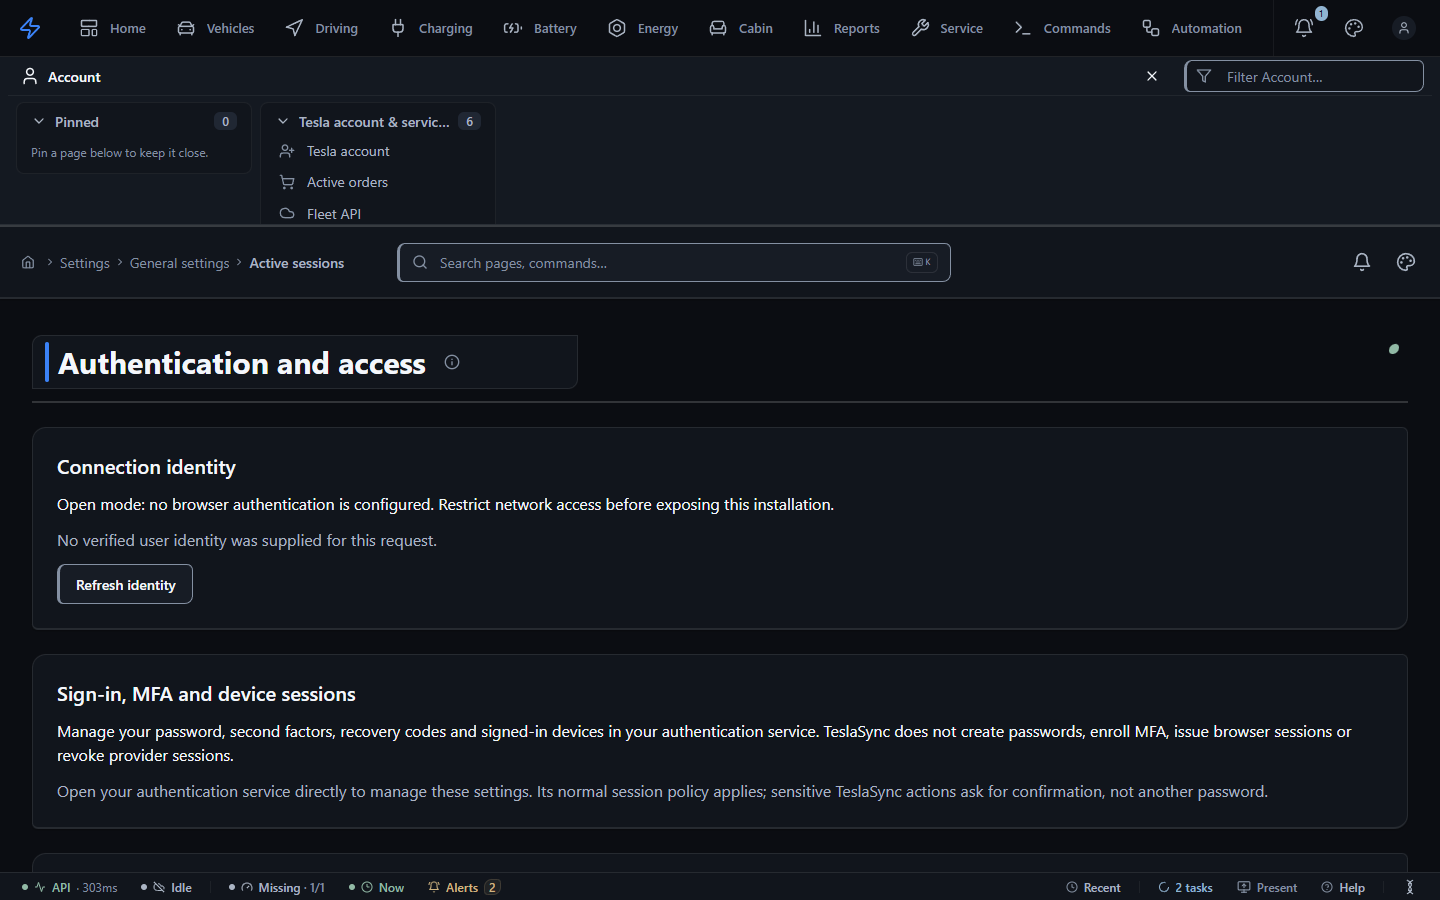 Home
Vehicles
Driving
Charging
Battery
Energy
Cabin
Reports
Service
Commands
Automation
1
Account
Filter Account...
Pinned
0
Pin a page below to keep it close.
Tesla account & servic...
6
Tesla account
Active orders
Fleet API
Settings
General settings
Active sessions
Search pages, commands...
K
Authentication and access
Connection identity
Open mode: no browser authentication is configured. Restrict network access before exposing this installation.
No verified user identity was supplied for this request.
Refresh identity
Sign-in, MFA and device sessions
Manage your password, second factors, recovery codes and signed-in devices in your authentication service. TeslaSync does not create passwords, enroll MFA, issue browser sessions or
revoke provider sessions.
Open your authentication service directly to manage these settings. Its normal session policy applies; sensitive TeslaSync actions ask for confirmation, not another password.
API · 303ms
Idle
Missing · 1/1
Now
Alerts 2
Recent
2 tasks
Present
Help